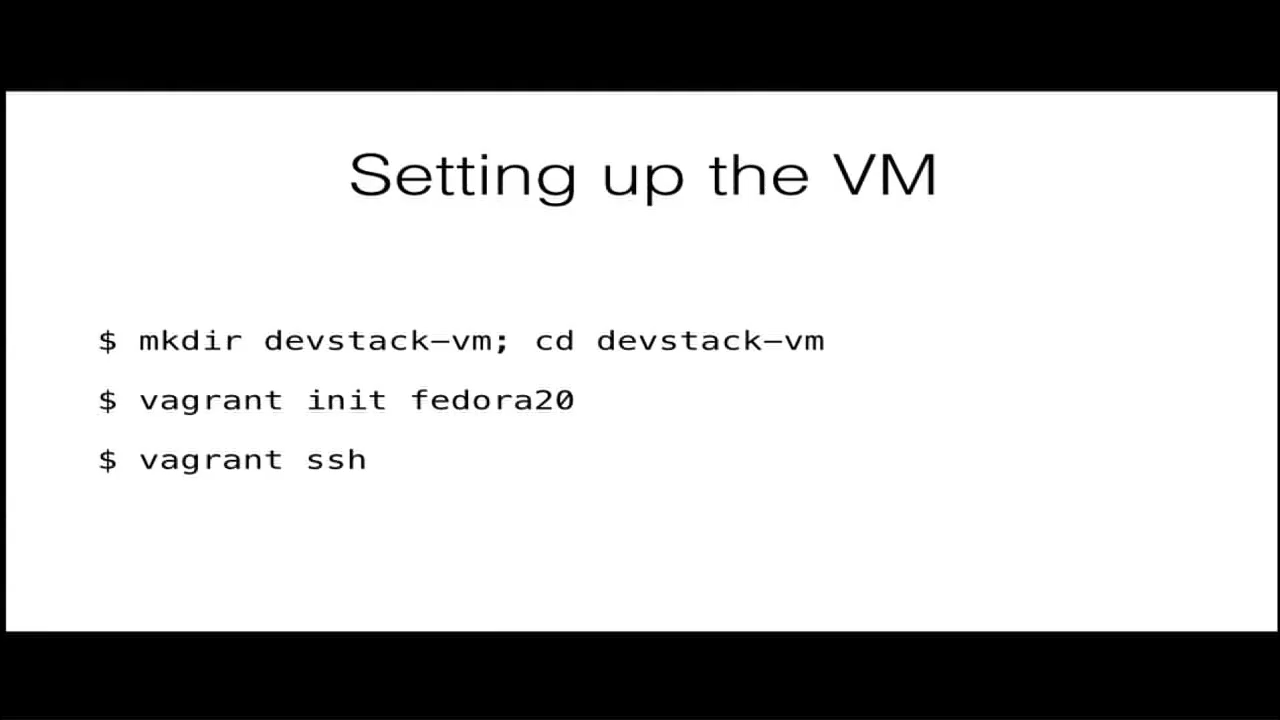 Setting up the VM
$ mkdir devstack-vm; cd devstack-vm
$ vagrant init fedora20
$ vagrant ssh